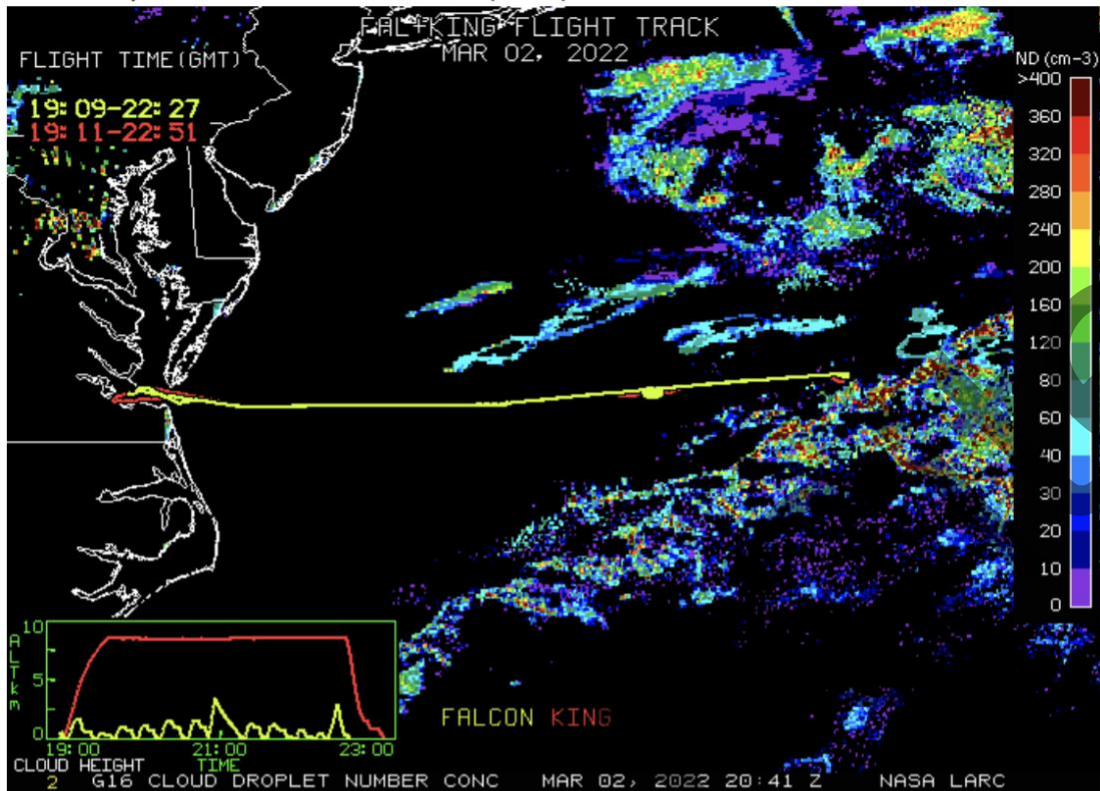 FAL+KING FLIGHT TRACK
MAR 02, 2022
FLIGHT TIME(GMT)
19:09-22:27
19:11-22:51
ND (cm-3)
>400
360
320
280
240
200
160
120
80
60
40
30
20
10
0
10
5
0
ALT km
19:00 21:00 23:00
TIME
FALCON KING
CLOUD HEIGHT
2 G16 CLOUD DROPLET NUMBER CONC MAR 02, 2022 20:41 Z NASA LARC